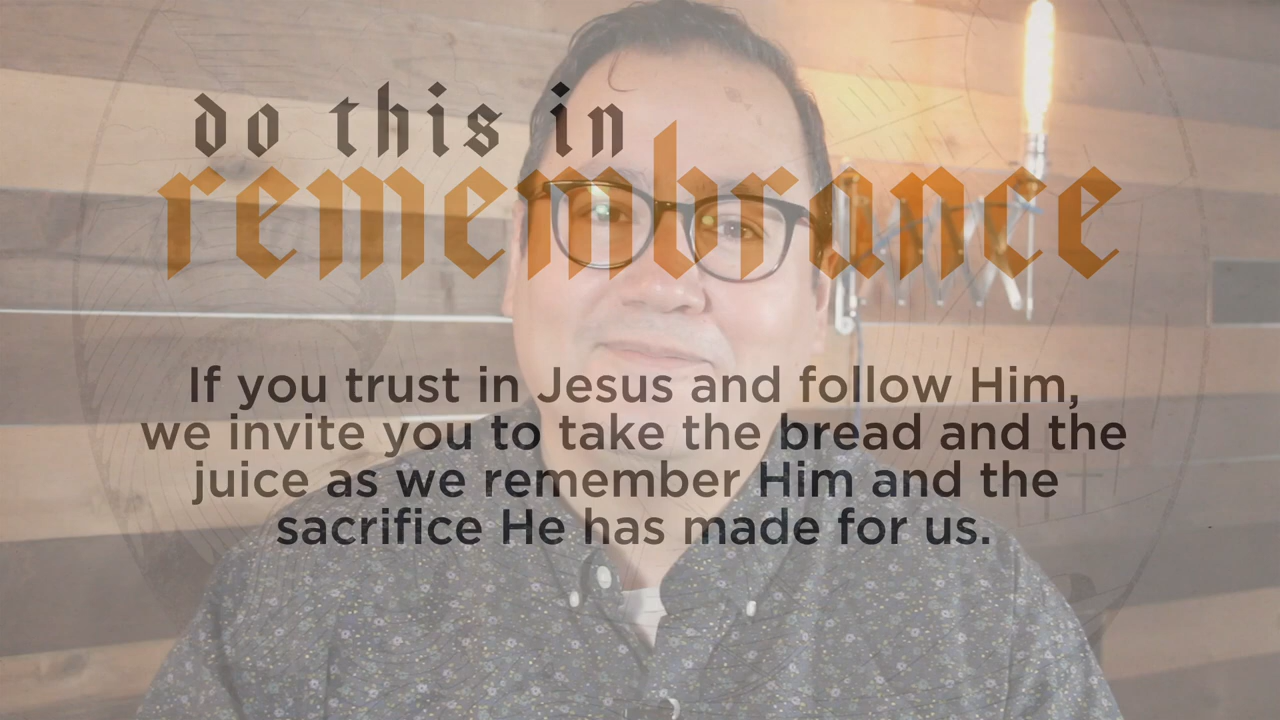 do this in
remembrance
If you trust in Jesus and follow Him,
we invite you to take the bread and the
juice as we remember Him and the
sacrifice He has made for us.